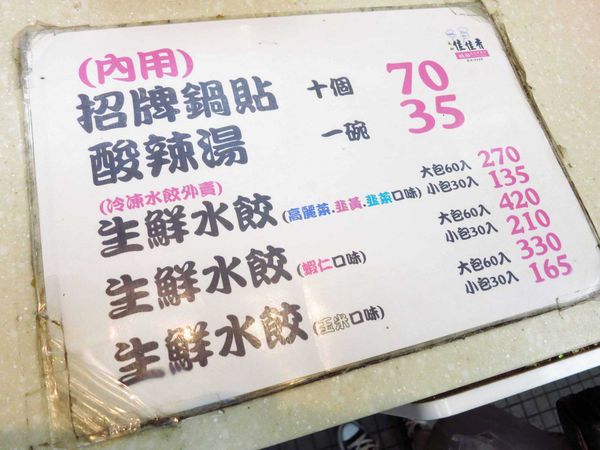 佳佳香
(內用)
招牌鍋貼 十個 70
酸辣湯 一碗 35
(冷凍水餃外賣)
生鮮水餃(高麗菜.韭黃.韭菜口味) 大包60入 270
小包30入 135
生鮮水餃(蝦仁口味) 大包60入 420
小包30入 210
生鮮水餃(玉米口味) 大包60入 330
小包30入 165